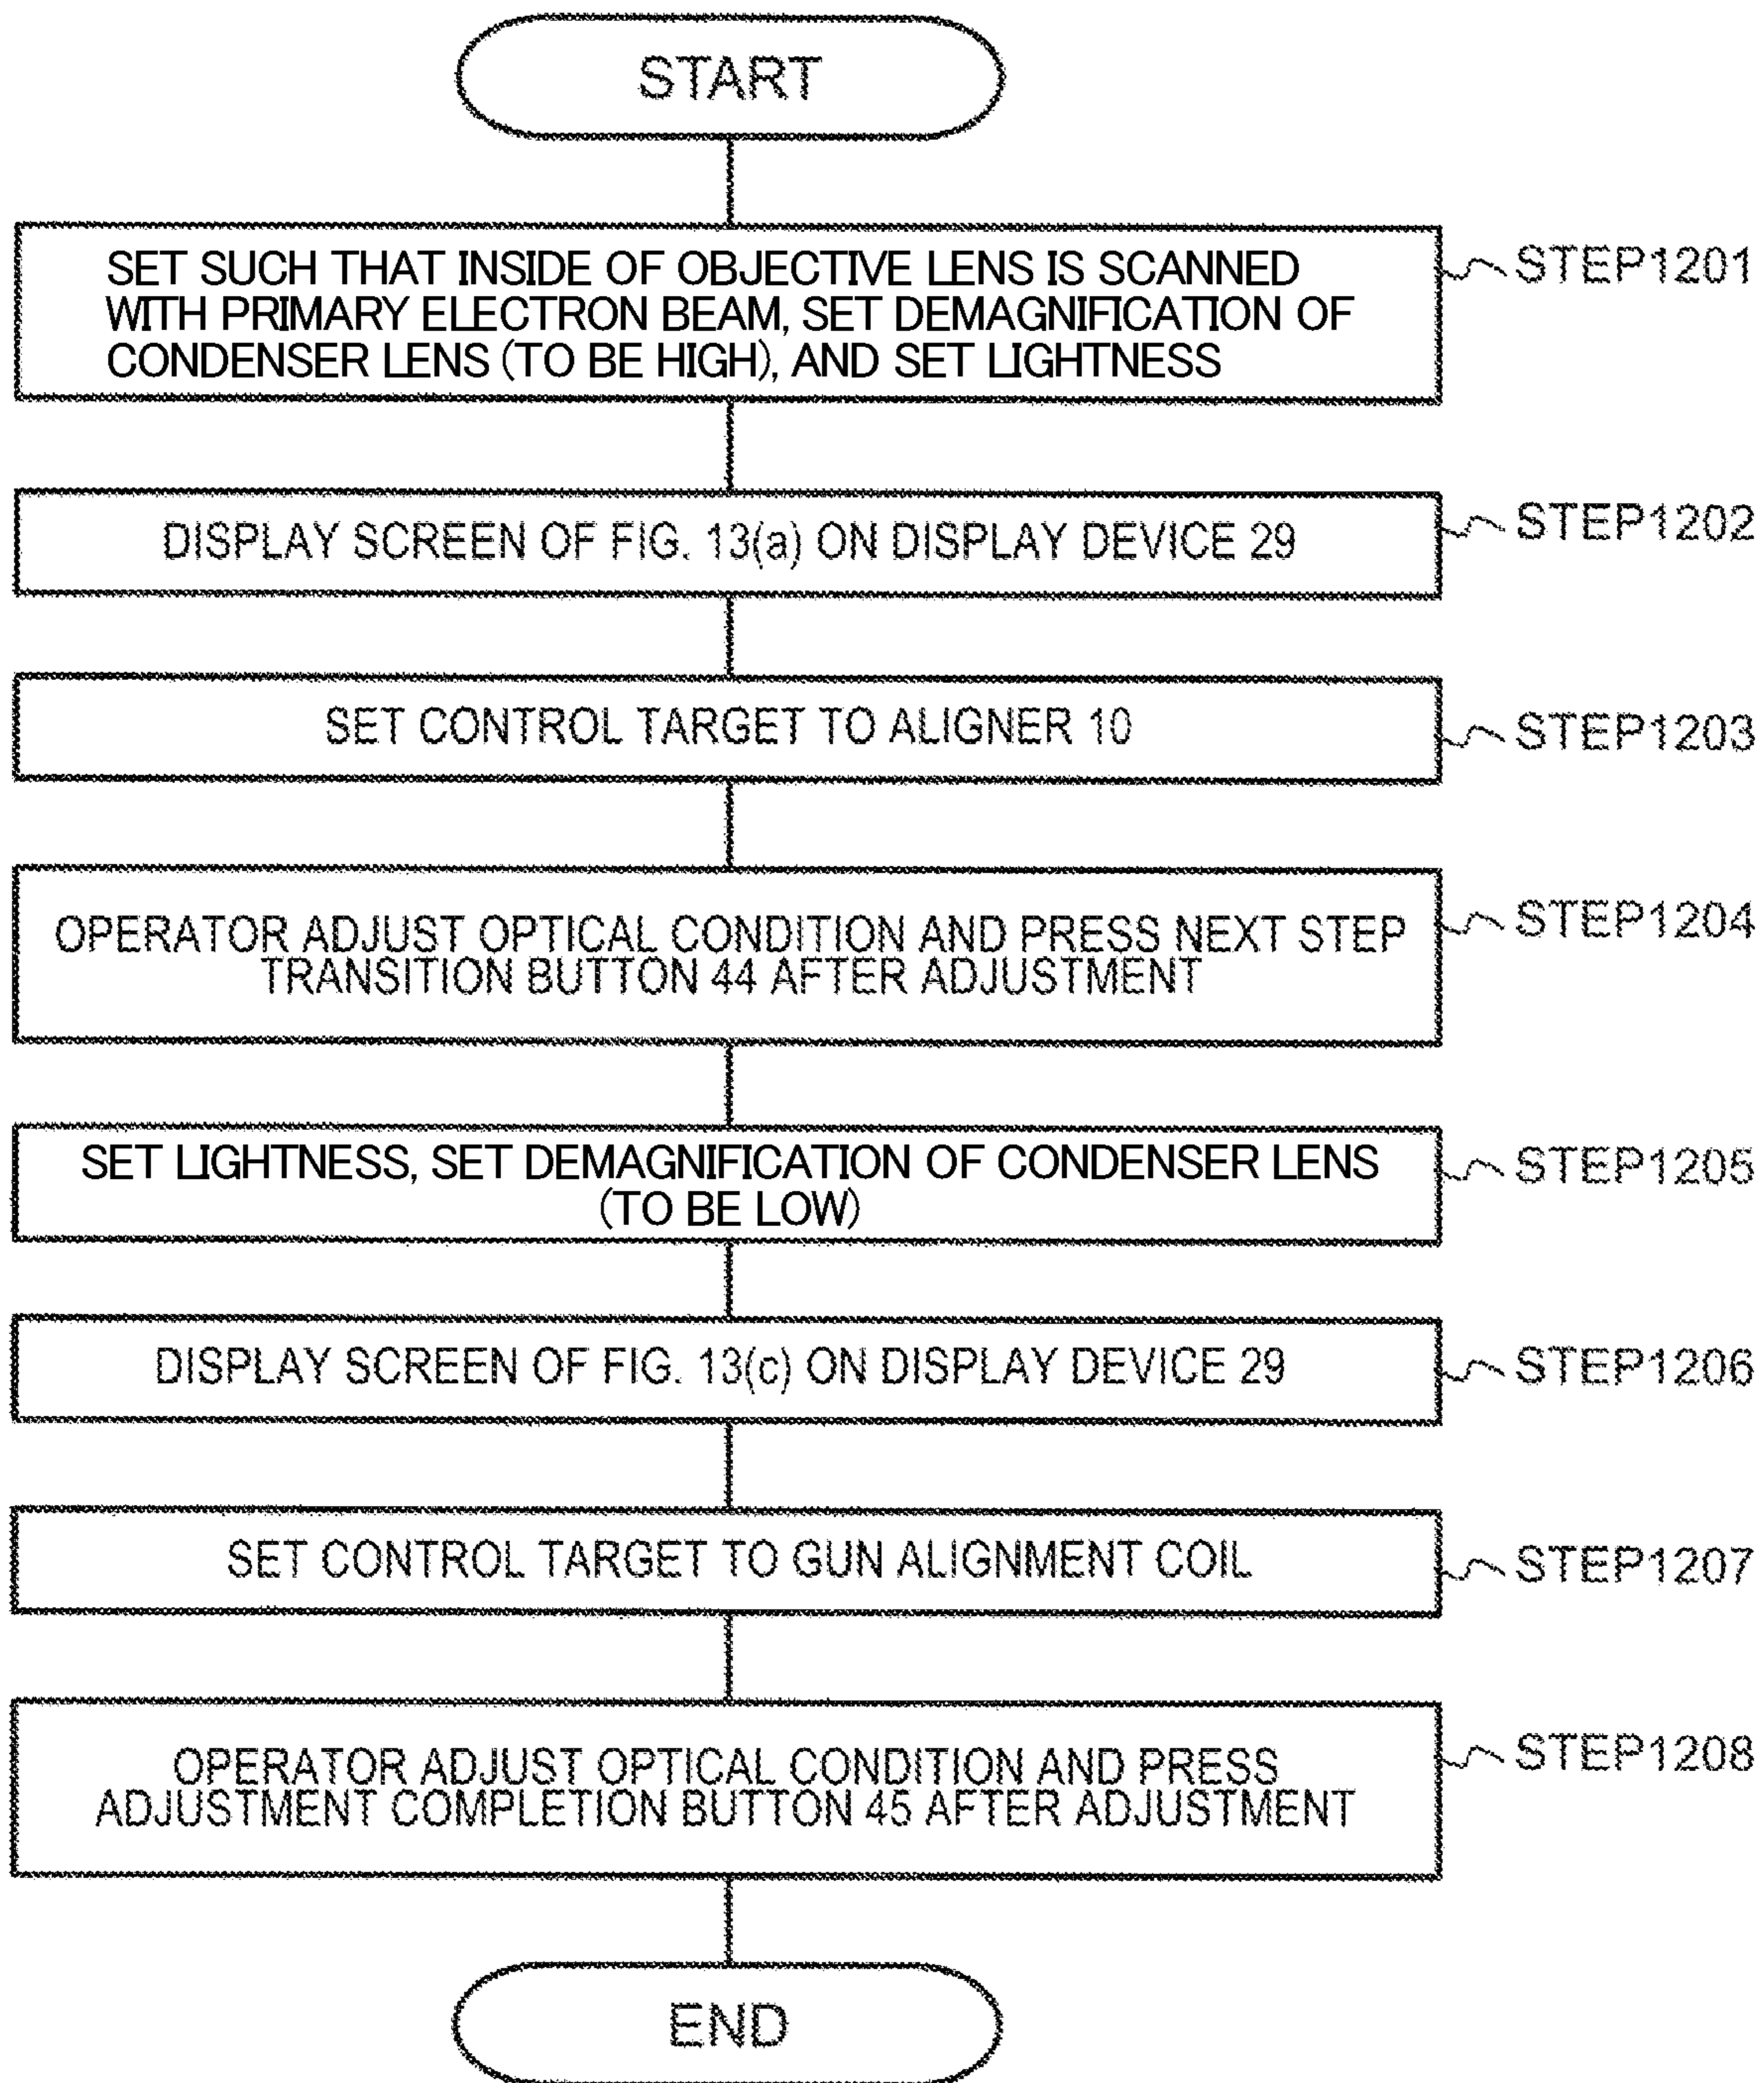 START
SET SUCH THAT INSIDE OF OBJECTIVE LENS IS SCANNED
WITH PRIMARY ELECTRON BEAM, SET DEMAGNIFICATION OF
CONDENSER LENS (TO BE HIGH), AND SET LIGHTNESS
STEP1201
DISPLAY SCREEN OF FIG. 13(a) ON DISPLAY DEVICE 29
STEP1202
SET CONTROL TARGET TO ALIGNER 10
STEP1203
OPERATOR ADJUST OPTICAL CONDITION AND PRESS NEXT STEP
TRANSITION BUTTON 44 AFTER ADJUSTMENT
STEP1204
SET LIGHTNESS, SET DEMAGNIFICATION OF CONDENSER LENS
(TO BE LOW)
STEP1205
DISPLAY SCREEN OF FIG. 13(c) ON DISPLAY DEVICE 29
STEP1206
SET CONTROL TARGET TO GUN ALIGNMENT COIL
STEP1207
OPERATOR ADJUST OPTICAL CONDITION AND PRESS
ADJUSTMENT COMPLETION BUTTON 45 AFTER ADJUSTMENT
STEP1208
END